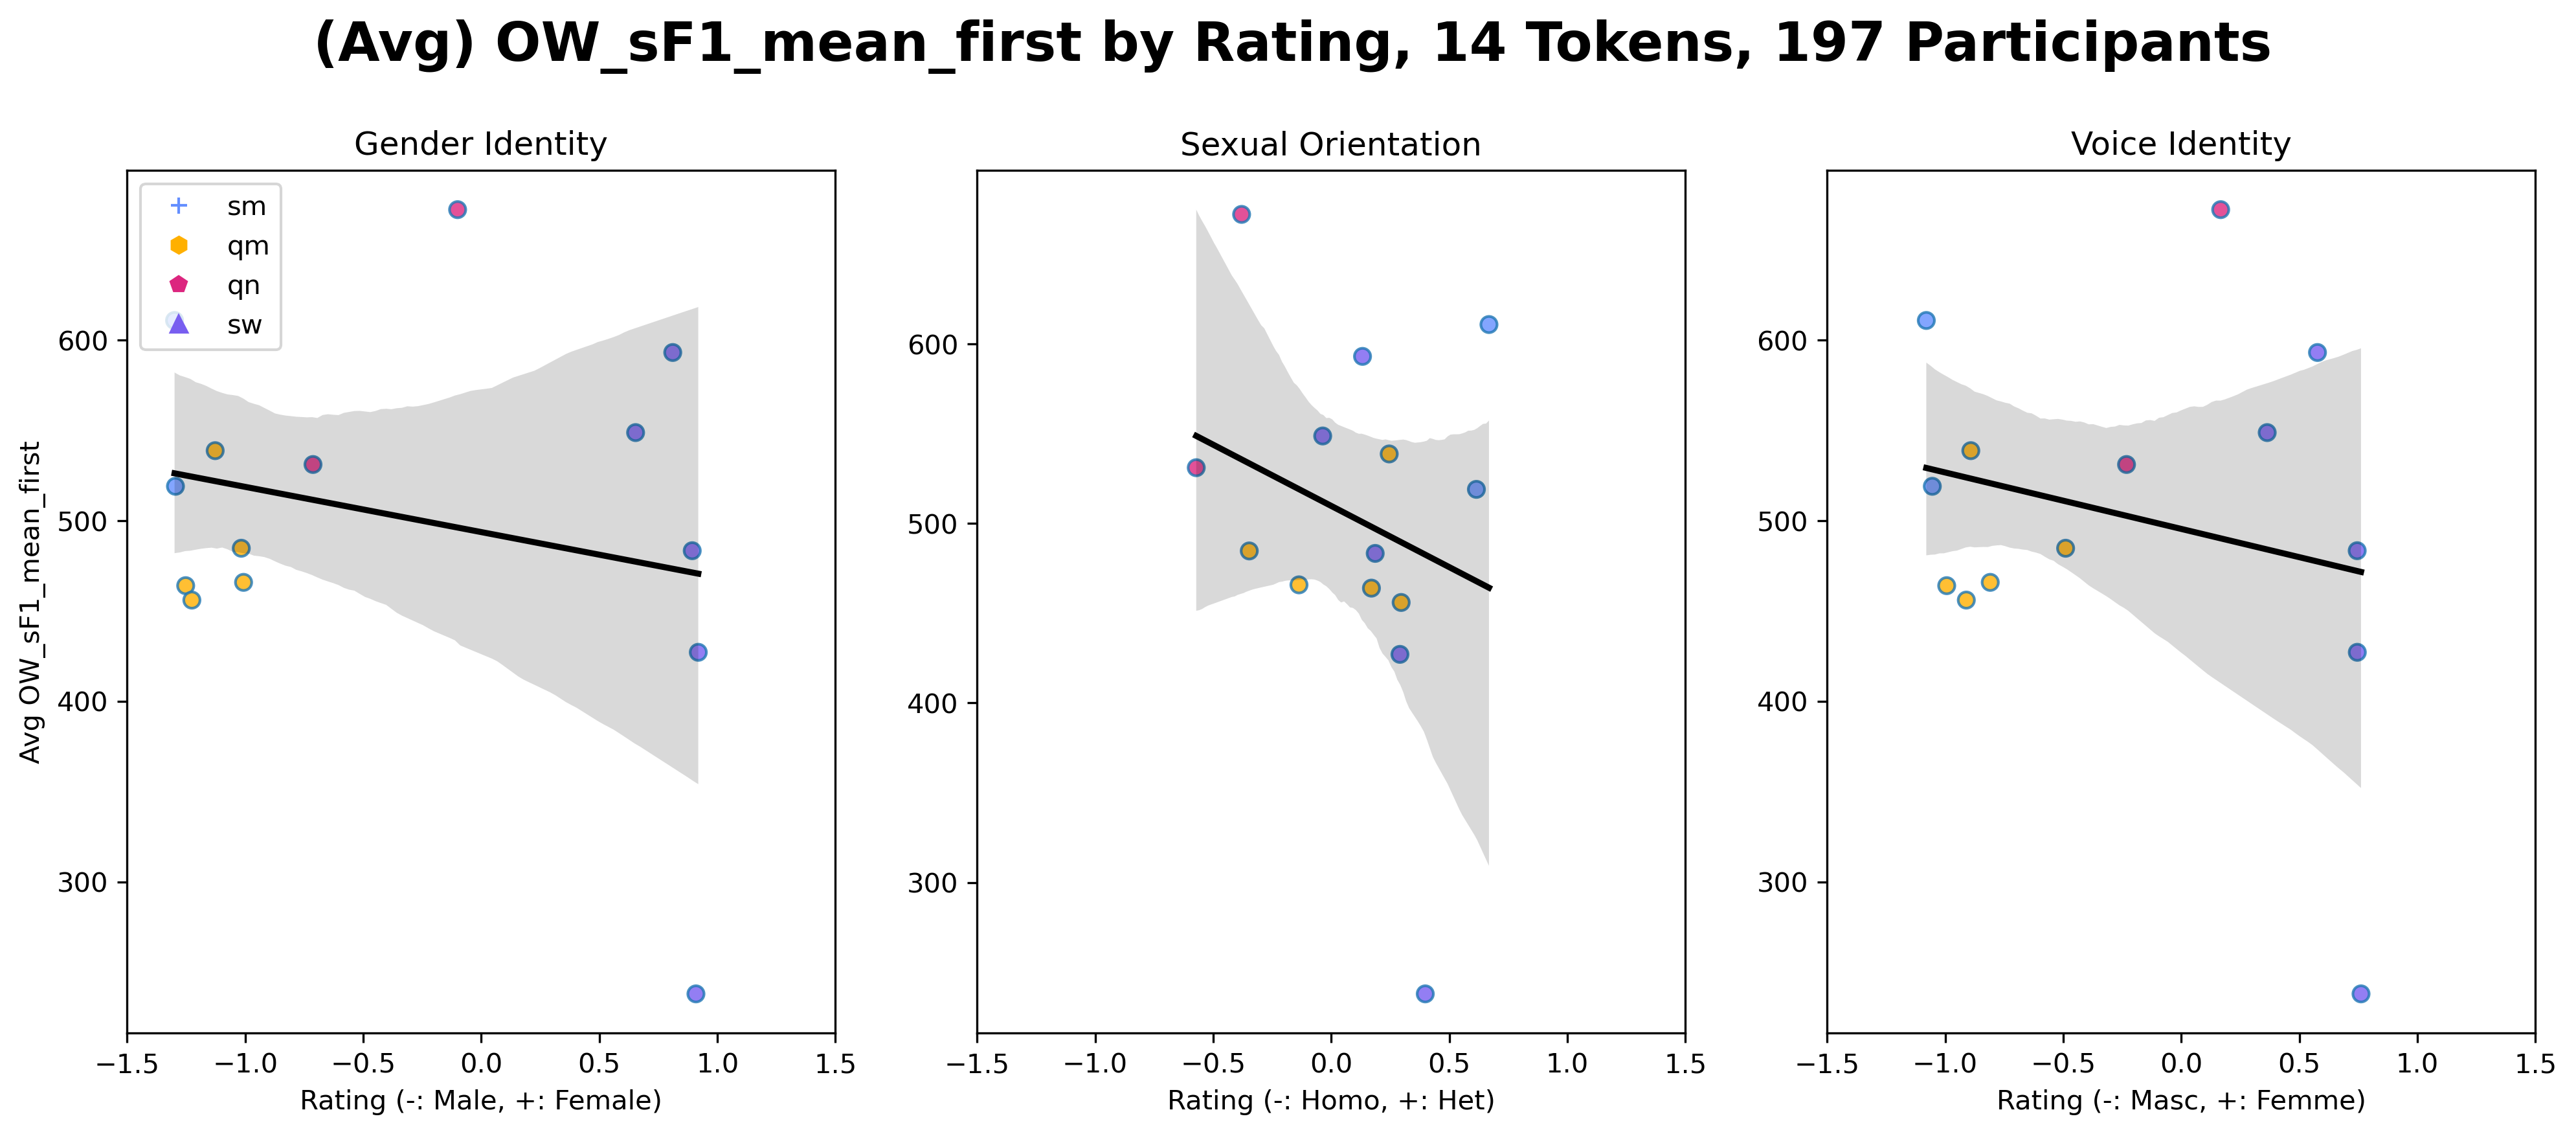 (Avg) OW_sF1_mean_first by Rating, 14 Tokens, 197 Participants
Gender Identity
Sexual Orientation
Voice Identity
sm
qm
qn
sw
Avg OW_sF1_mean_first
600
500
400
300
600
500
400
300
600
500
400
300
−1.5 −1.0 −0.5 0.0 0.5 1.0 1.5
−1.5 −1.0 −0.5 0.0 0.5 1.0 1.5
−1.5 −1.0 −0.5 0.0 0.5 1.0 1.5
Rating (-: Male, +: Female)
Rating (-: Homo, +: Het)
Rating (-: Masc, +: Femme)